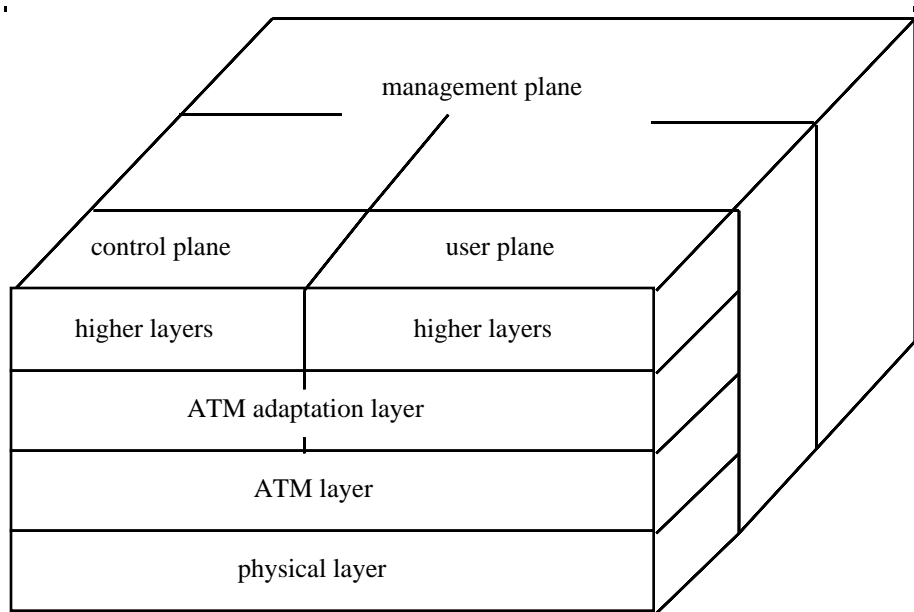 management plane
control plane
user plane
higher layers
higher layers
ATM adaptation layer
ATM layer
physical layer